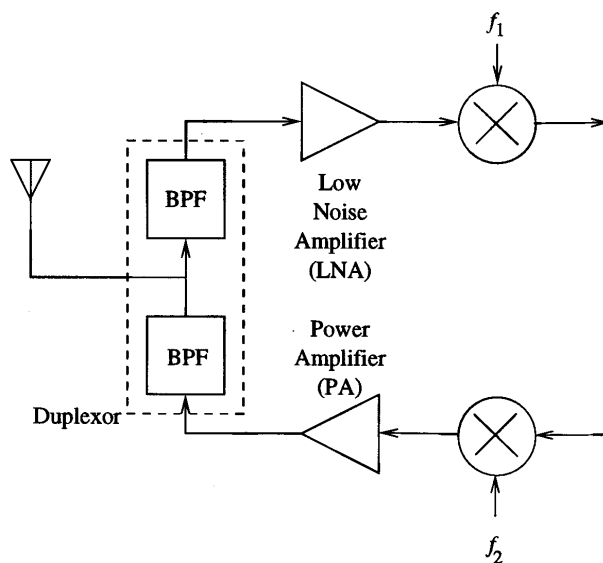 f1
BPF
Low
Noise
Amplifier
(LNA)
BPF
Power
Amplifier
(PA)
Duplexor
f2